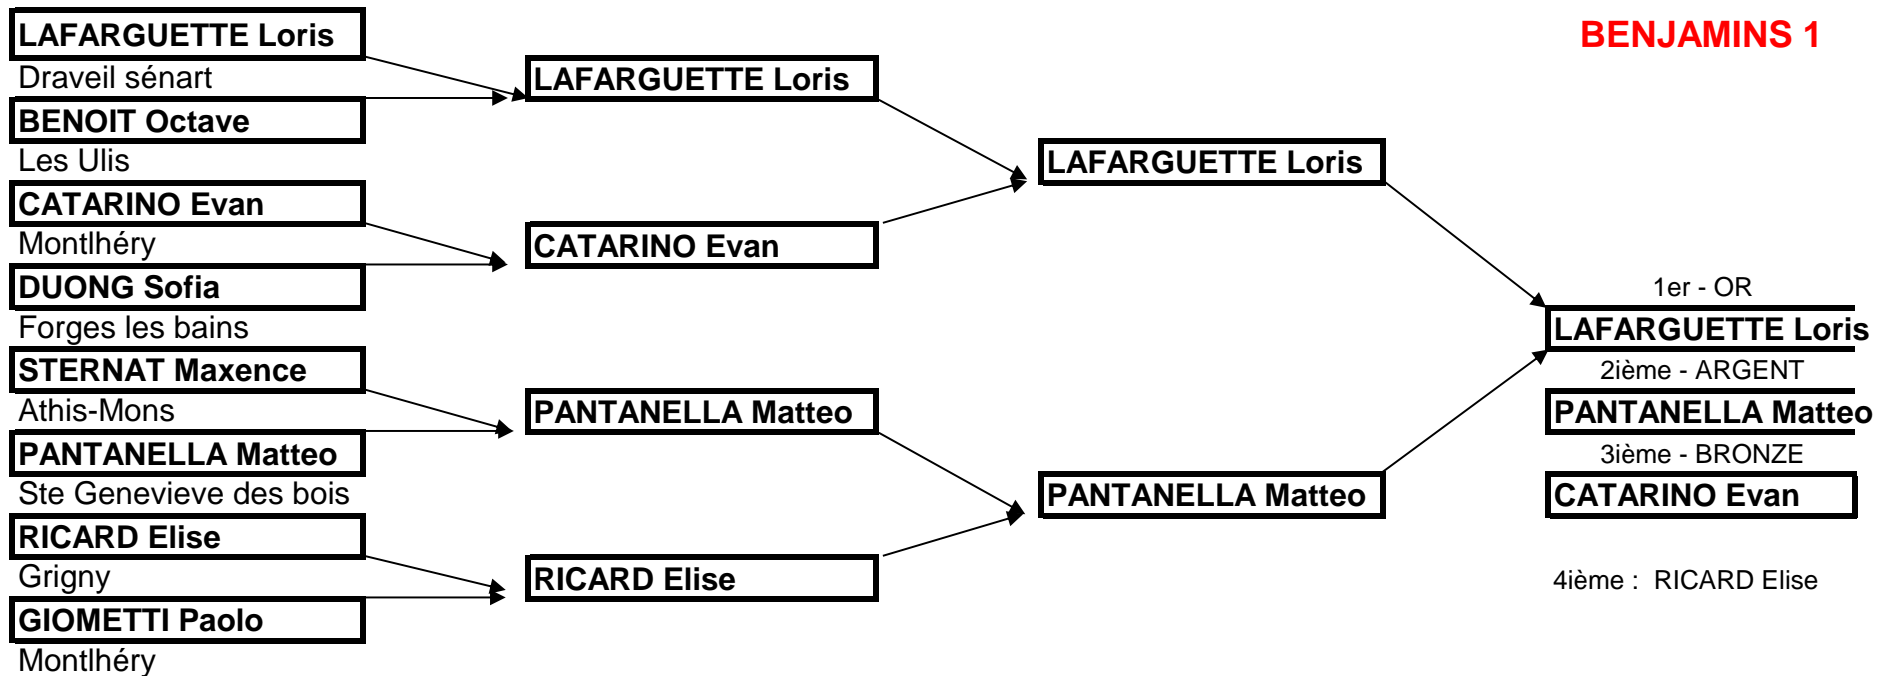 BENJAMINS 1
LAFARGUETTE Loris
Draveil sénart
BENOIT Octave
Les Ulis
CATARINO Evan
Montlhéry
DUONG Sofia
Forges les bains
STERNAT Maxence
Athis-Mons
PANTANELLA Matteo
Ste Genevieve des bois
RICARD Elise
Grigny
GIOMETTI Paolo
Montlhéry
LAFARGUETTE Loris
CATARINO Evan
PANTANELLA Matteo
RICARD Elise
LAFARGUETTE Loris
PANTANELLA Matteo
1er - OR
LAFARGUETTE Loris
2ième - ARGENT
PANTANELLA Matteo
3ième - BRONZE
CATARINO Evan
4ième : RICARD Elise